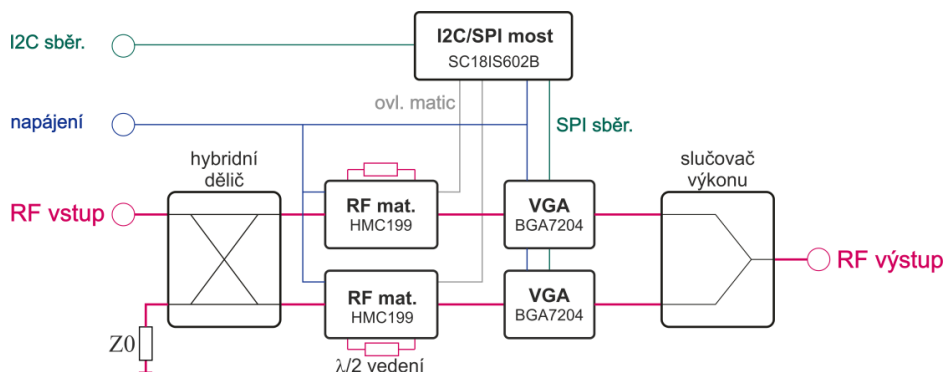 I2C sběr.
I2C/SPI most
SC18IS602B
ovl. matic
napájení
SPI sběr.
hybridní
dělič
slučovač
výkonu
RF vstup
RF mat.
HMC199
VGA
BGA7204
RF výstup
RF mat.
HMC199
VGA
BGA7204
Z0
λ/2 vedení